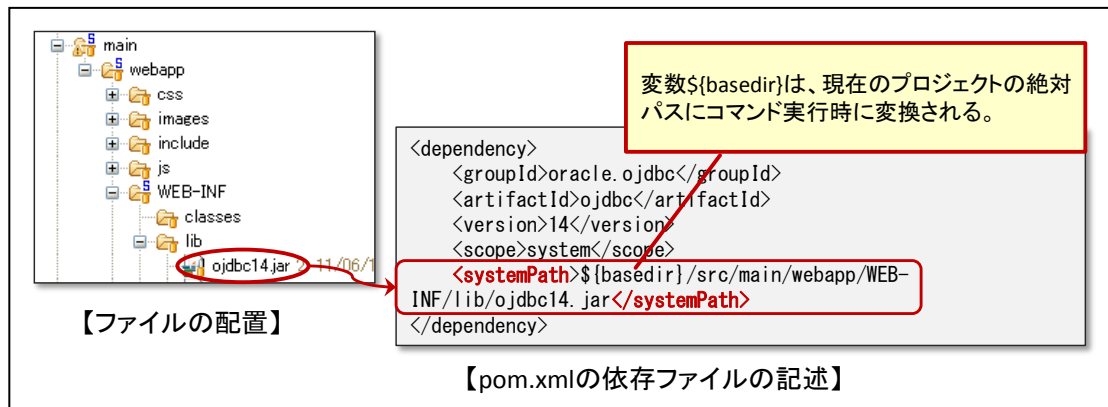 main
webapp
css
images
include
js
WEB-INF
classes
lib
ojdbc14.jar
【ファイルの配置】
変数${basedir}は、現在のプロジェクトの絶対
パスにコマンド実行時に変換される。
<dependency>
<groupId>oracle.ojdbc</groupId>
<artifactId>ojdbc</artifactId>
<version>14</version>
<scope>system</scope>
<systemPath>${basedir}/src/main/webapp/WEB-
INF/lib/ojdbc14.jar</systemPath>
</dependency>
【pom.xmlの依存ファイルの記述】